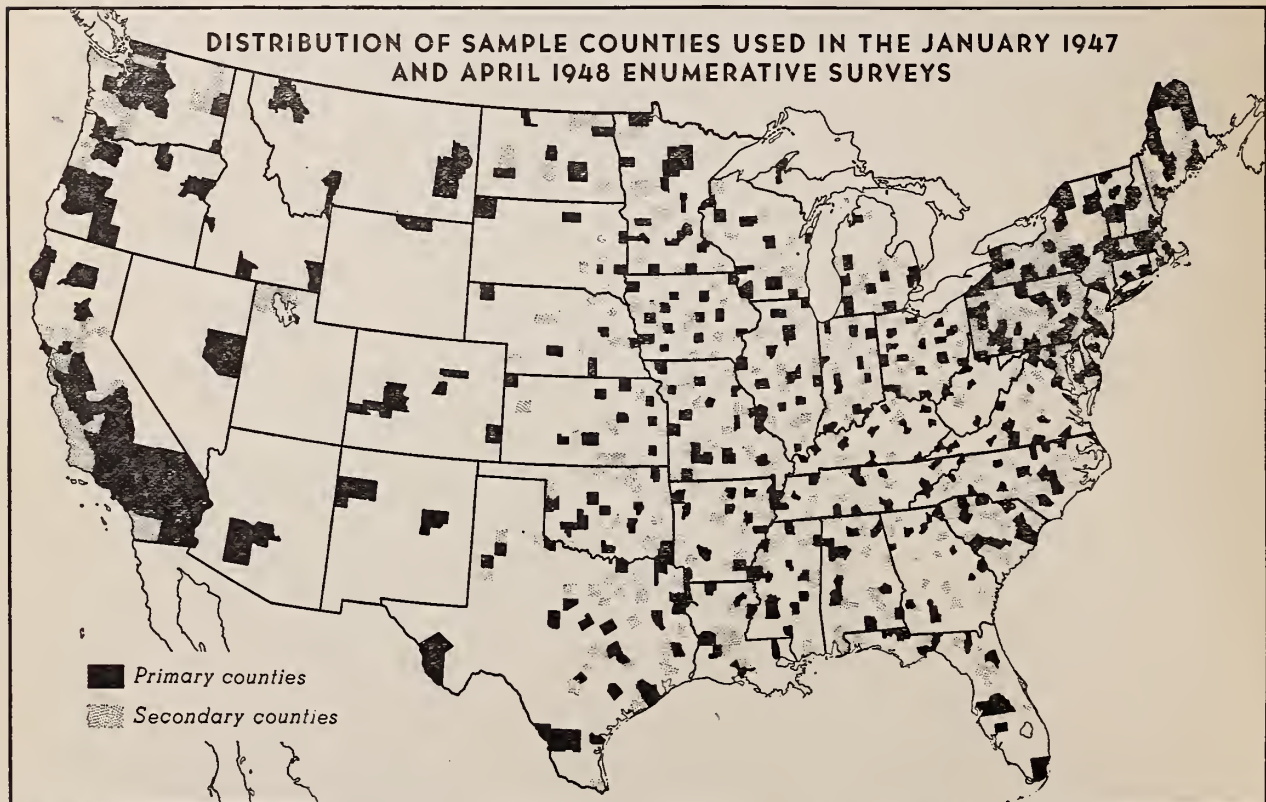 DISTRIBUTION OF SAMPLE COUNTIES USED IN THE JANUARY 1947
AND APRIL 1948 ENUMERATIVE SURVEYS
Primary counties
Secondary counties